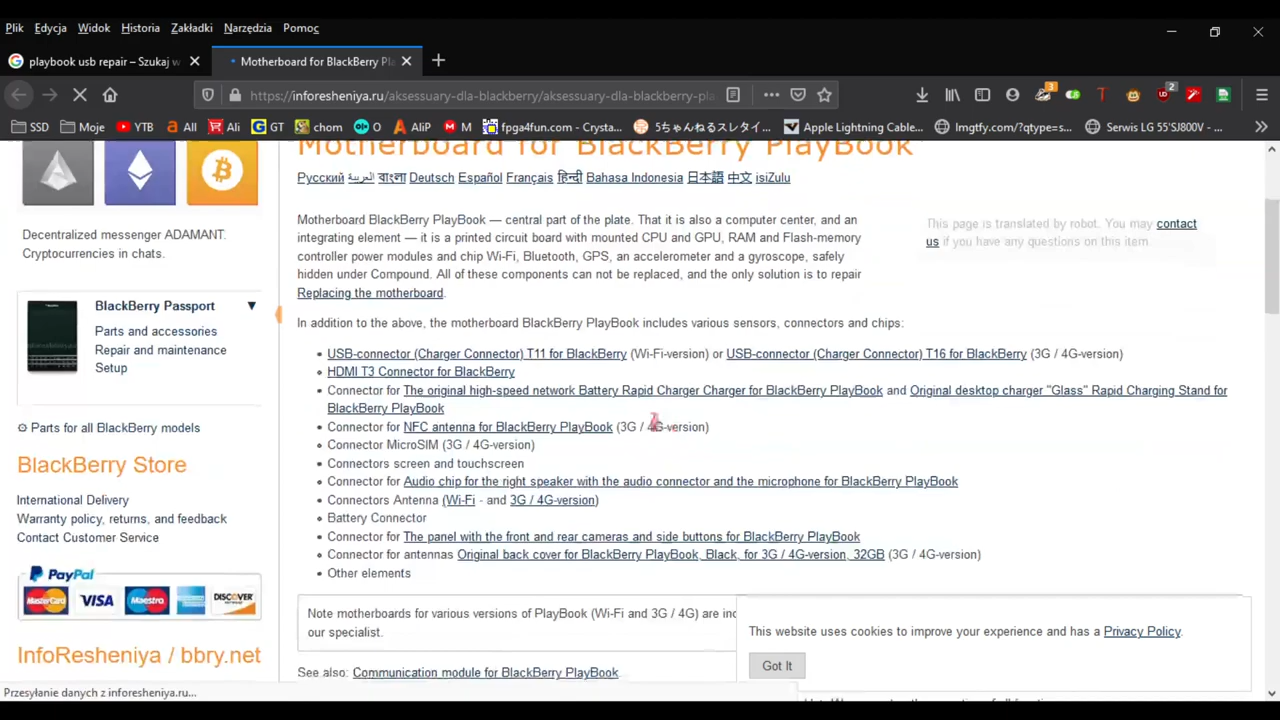 Plik Edycja Widok Historia Zakładki Narzędzia Pomoc
playbook usb repair – Szukaj w
Motherboard for BlackBerry Pl
https://inforesheniya.ru/aksessuary-dla-blackberry/aksessuary-dla-blackberry-pla
3
2
SSD Moje YTB All Ali GT chom O AliP M fpga4fun.com - Crysta... 5ちゃんねるスレタイ... Apple Lightning Cable... Imgtfy.com/?q=test s... Serwis LG 55'SJ800V - ...
Motherboard for BlackBerry PlayBook
Русский العربية বাংলা Deutsch Español Français हिन्दी Bahasa Indonesia 日本語 中文 isiZulu
Motherboard BlackBerry PlayBook — central part of the plate. That it is also a computer center, and an
integrating element — it is a printed circuit board with mounted CPU and GPU, RAM and Flash-memory
controller power modules and chip Wi-Fi, Bluetooth, GPS, an accelerometer and a gyroscope, safely
hidden under Compound. All of these components can not be replaced, and the only solution is to repair
Replacing the motherboard.
This page is translated by robot. You may contact
us if you have any questions on this item.
In addition to the above, the motherboard BlackBerry PlayBook includes various sensors, connectors and chips:
USB-connector (Charger Connector) T11 for BlackBerry (Wi-Fi-version) or USB-connector (Charger Connector) T16 for BlackBerry (3G / 4G-version)
HDMI T3 Connector for BlackBerry
Connector for The original high-speed network Battery Rapid Charger Charger for BlackBerry PlayBook and Original desktop charger "Glass" Rapid Charging Stand for
BlackBerry PlayBook
Connector for NFC antenna for BlackBerry PlayBook (3G / 4G-version)
Connector MicroSIM (3G / 4G-version)
Connectors screen and touchscreen
Connector for Audio chip for the right speaker with the audio connector and the microphone for BlackBerry PlayBook
Connectors Antenna (Wi-Fi - and 3G / 4G-version)
Battery Connector
Connector for The panel with the front and rear cameras and side buttons for BlackBerry PlayBook
Connector for antennas Original back cover for BlackBerry PlayBook, Black, for 3G / 4G-version, 32GB (3G / 4G-version)
Other elements
Note motherboards for various versions of PlayBook (Wi-Fi and 3G / 4G) are inc
our specialist.
See also: Communication module for BlackBerry PlayBook
This website uses cookies to improve your experience and has a Privacy Policy.
Got It
Decentralized messenger ADAMANT.
Cryptocurrency in chats.
BlackBerry Passport
Parts and accessories
Repair and maintenance
Setup
Parts for all BlackBerry models
BlackBerry Store
International Delivery
Warranty policy, returns, and feedback
Contact Customer Service
PayPal
MasterCard VISA Maestro DISCOVER
InfoResheniya / bbry.net
Przesyłanie danych z inforesheniya.ru...